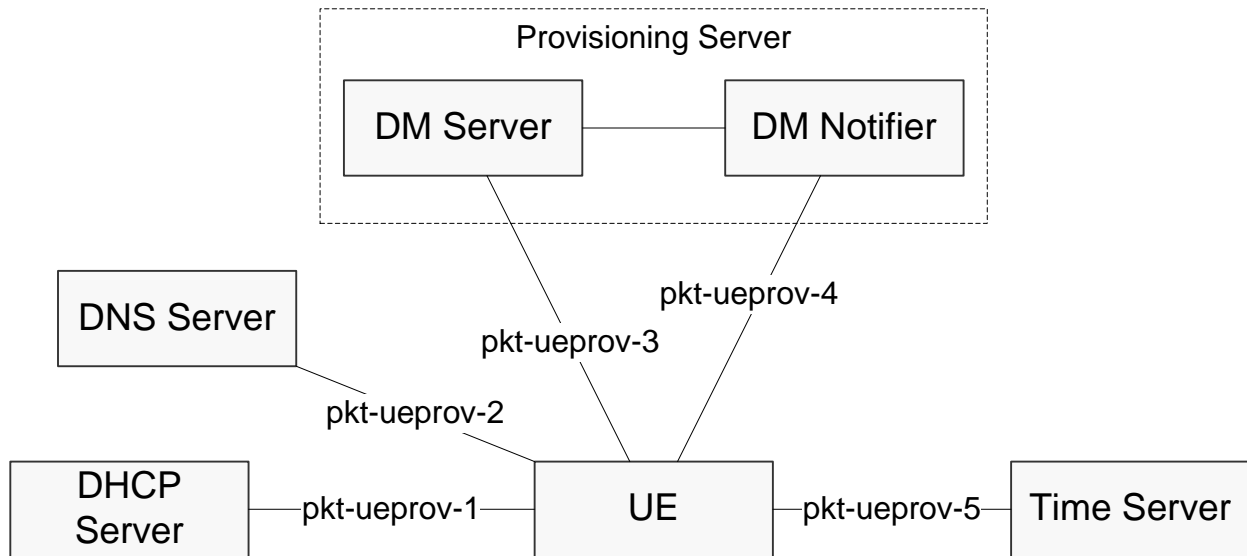 Provisioning Server
DM Server
DM Notifier
pkt-ueprov-4
DNS Server
pkt-ueprov-3
pkt-ueprov-2
DHCP
Server
pkt-ueprov-1
UE
pkt-ueprov-5
Time Server